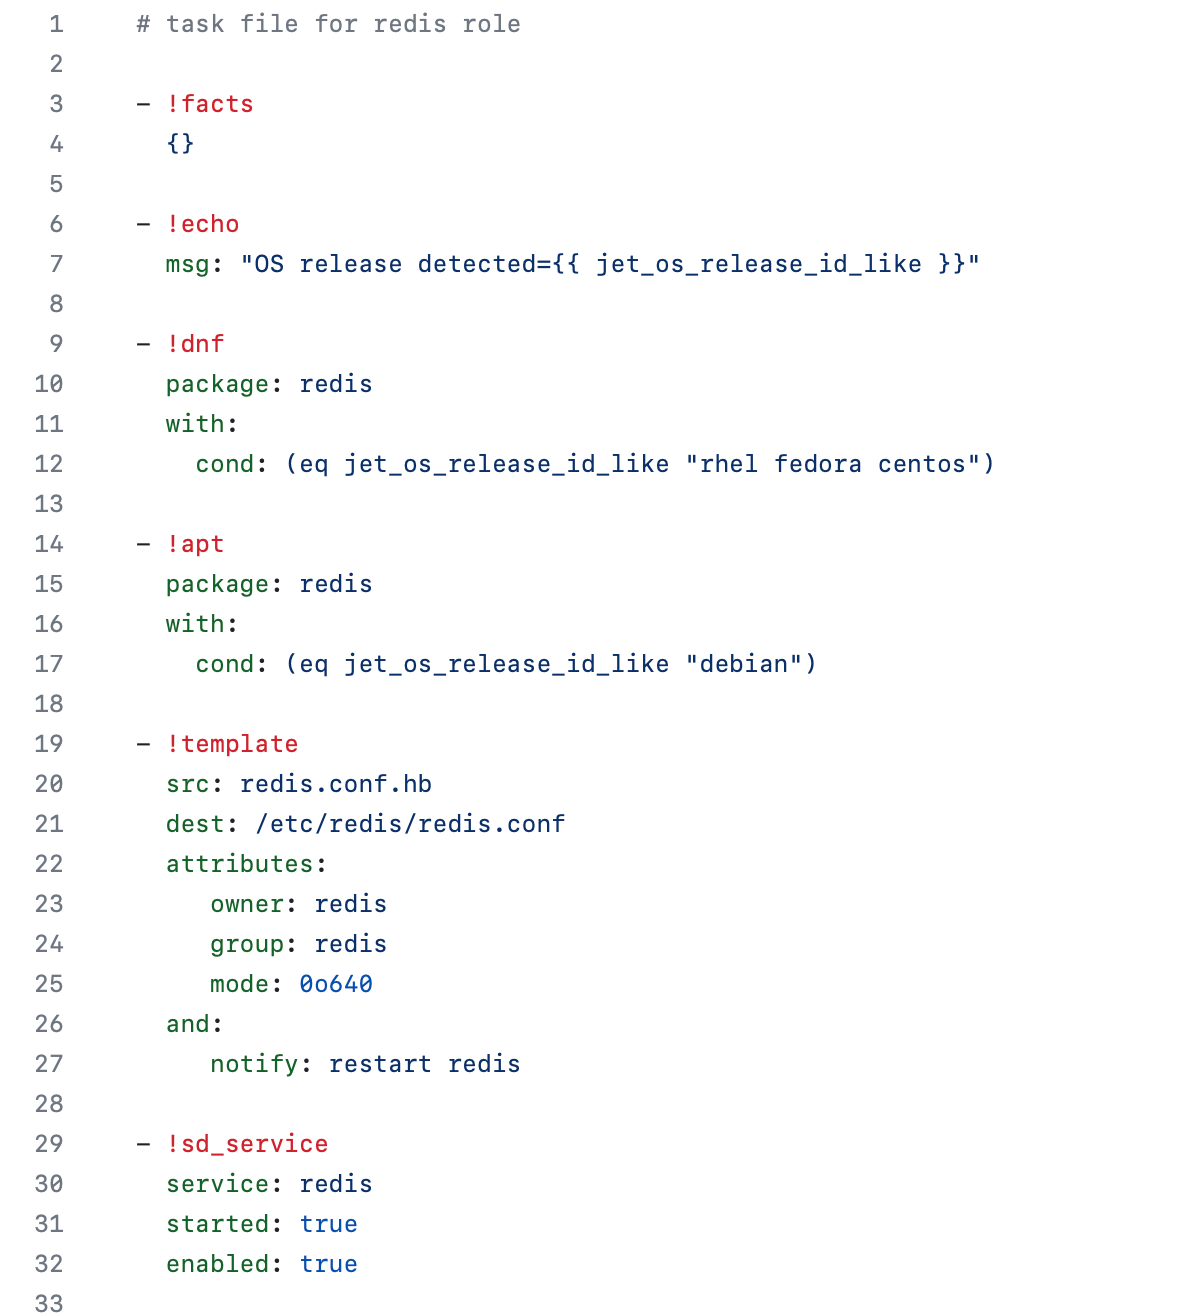 1 # task file for redis role
2
3 - !facts
4   {}
5
6 - !echo
7   msg: "OS release detected={{ jet_os_release_id_like }}"
8
9 - !dnf
10   package: redis
11   with:
12     cond: (eq jet_os_release_id_like "rhel fedora centos")
13
14 - !apt
15   package: redis
16   with:
17     cond: (eq jet_os_release_id_like "debian")
18
19 - !template
20   src: redis.conf.hb
21   dest: /etc/redis/redis.conf
22   attributes:
23      owner: redis
24      group: redis
25      mode: 0o640
26   and:
27      notify: restart redis
28
29 - !sd_service
30   service: redis
31   started: true
32   enabled: true
33